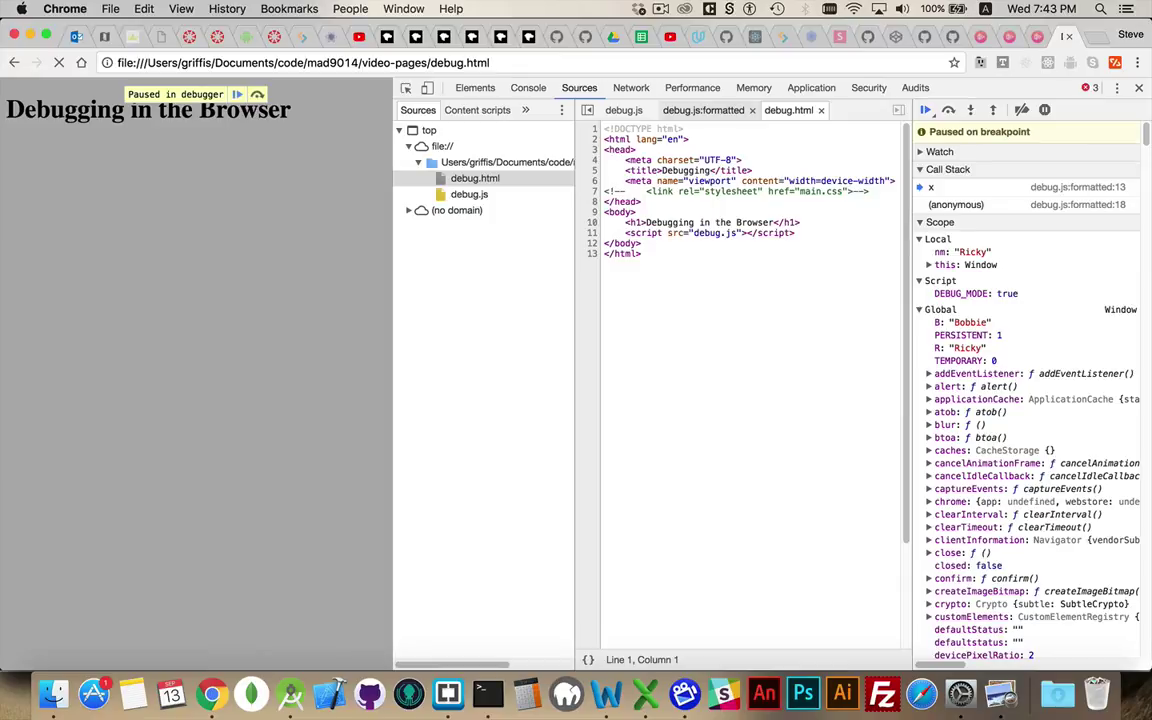 Chrome File Edit View History Bookmarks People Window Help 100% Wed 7:43 PM
Steve
file:///Users/griffis/Documents/code/mad9014/video-pages/debug.html
Paused in debugger
Debugging in the Browser
Elements Console Sources Network Performance Memory Application Security Audits 3
Sources Content scripts »
debug.js debug.js:formatted debug.html
top
file://
Users/griffis/Documents/code/
debug.html
debug.js
(no domain)
1 <!DOCTYPE html>
2 <html lang="en">
3 <head>
4 <meta charset="UTF-8">
5 <title>Debugging</title>
6 <meta name="viewport" content="width=device-width">
7 <!-- <link rel="stylesheet" href="main.css">-->
8 </head>
9 <body>
10 <h1>Debugging in the Browser</h1>
11 <script src="debug.js"></script>
12 </body>
13 </html>
{} Line 1, Column 1
Paused on breakpoint
Watch
Call Stack
x debug.js:formatted:13
(anonymous) debug.js:formatted:18
Scope
Local
nm: "Ricky"
this: Window
Script
DEBUG_MODE: true
Global Window
B: "Bobbie"
PERSISTENT: 1
R: "Ricky"
TEMPORARY: 0
addEventListener: ƒ addEventListener()
alert: ƒ alert()
applicationCache: ApplicationCache {sta
atob: ƒ atob()
blur: ƒ ()
btoa: ƒ btoa()
caches: CacheStorage {}
cancelAnimationFrame: ƒ cancelAnimation
cancelIdleCallback: ƒ cancelIdleCallbac
captureEvents: ƒ captureEvents()
chrome: {app: undefined, webstore: unde
clearInterval: ƒ clearInterval()
clearTimeout: ƒ clearTimeout()
clientInformation: Navigator {vendorSub
close: ƒ ()
closed: false
confirm: ƒ confirm()
createImageBitmap: ƒ createImageBitmap(
crypto: Crypto {subtle: SubtleCrypto}
customElements: CustomElementRegistry {
defaultStatus: ""
defaultstatus: ""
devicePixelRatio: 2
1
SEP
13
An Ps Ai Fz